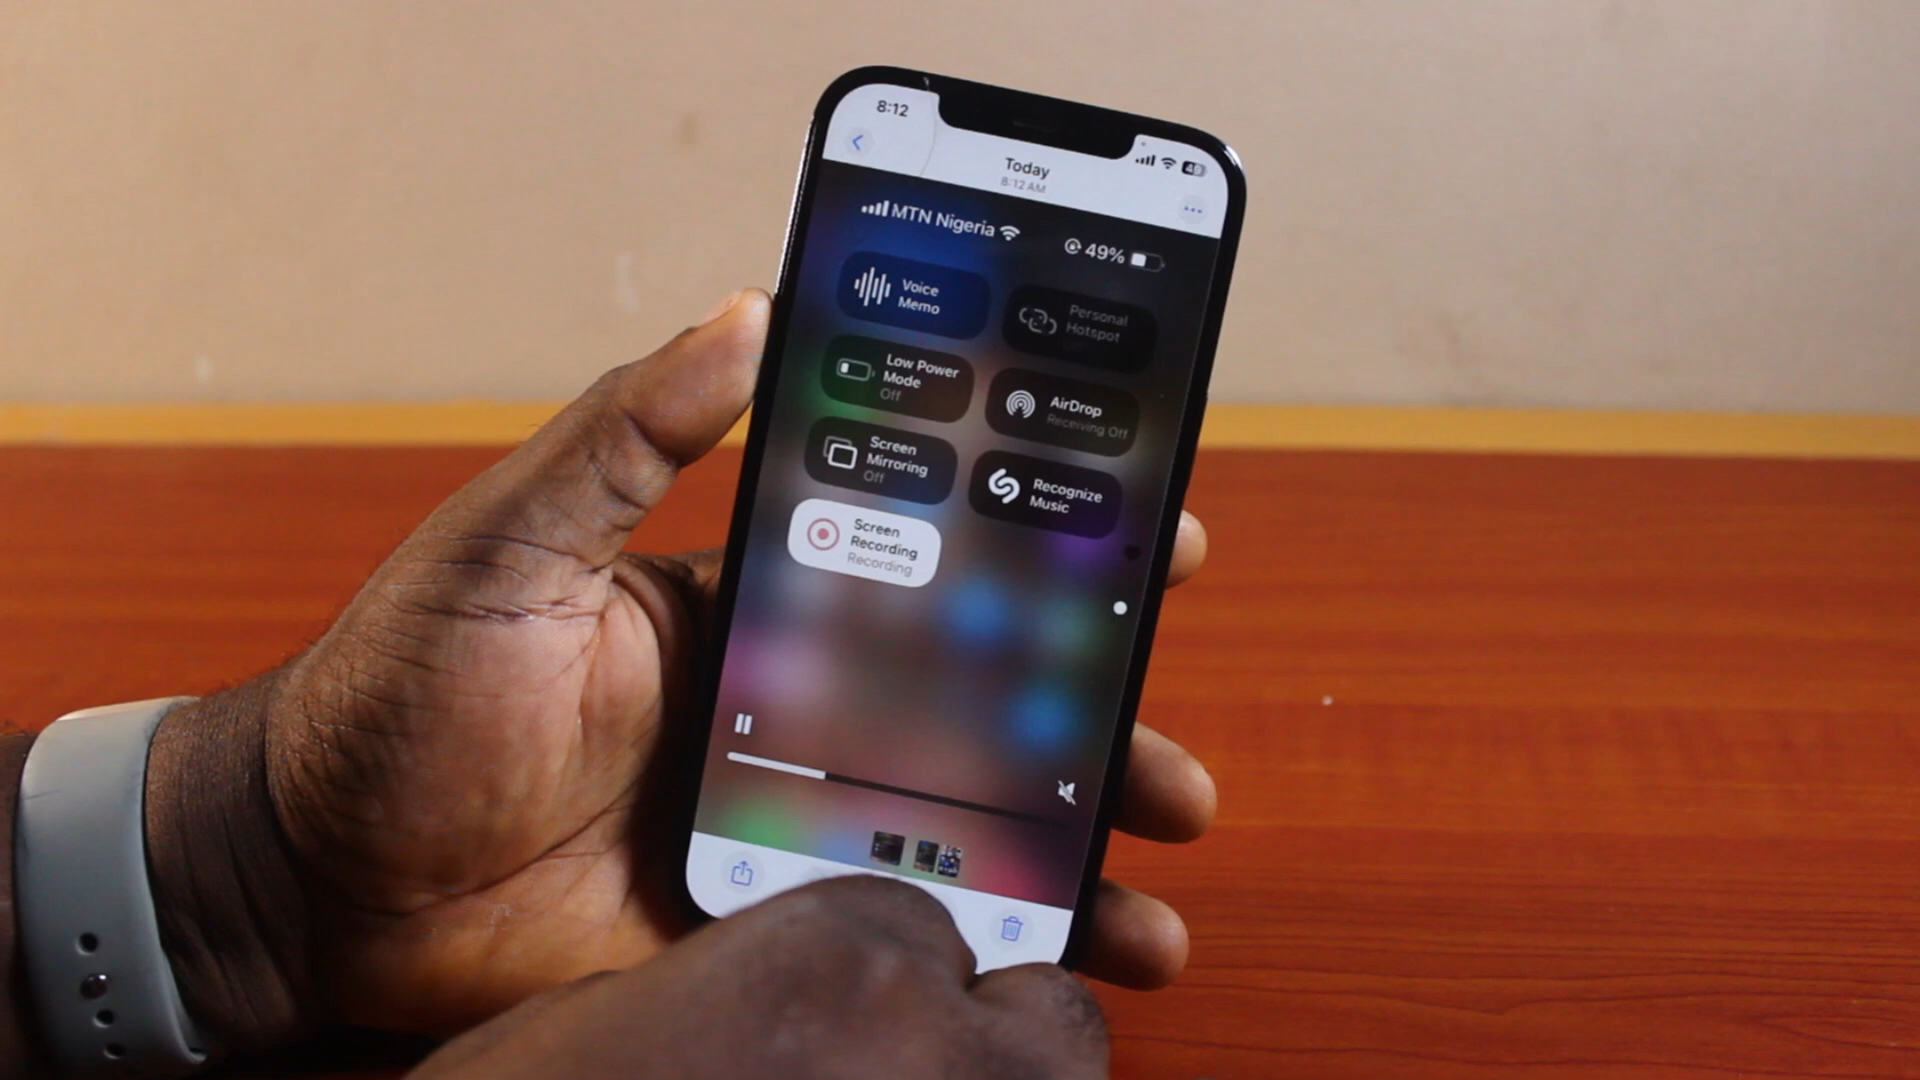 8:12
Today
8:12 AM
MTN Nigeria
49%
Voice
Memo
Personal
Hotspot
Low Power
Mode
Off
AirDrop
Receiving Off
Screen
Mirroring
Off
Recognize
Music
Screen
Recording
Recording